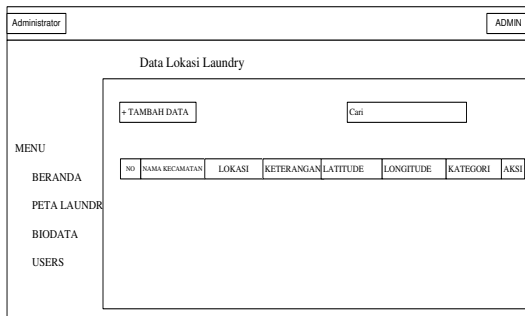 Administrator
ADMIN
Data Lokasi Laundry
+ TAMBAH DATA
Cari
MENU
BERANDA
PETA LAUNDR
BIODATA
USERS
NO NAMA KECAMATAN LOKASI KETERANGAN LATITUDE LONGITUDE KATEGORI AKSI